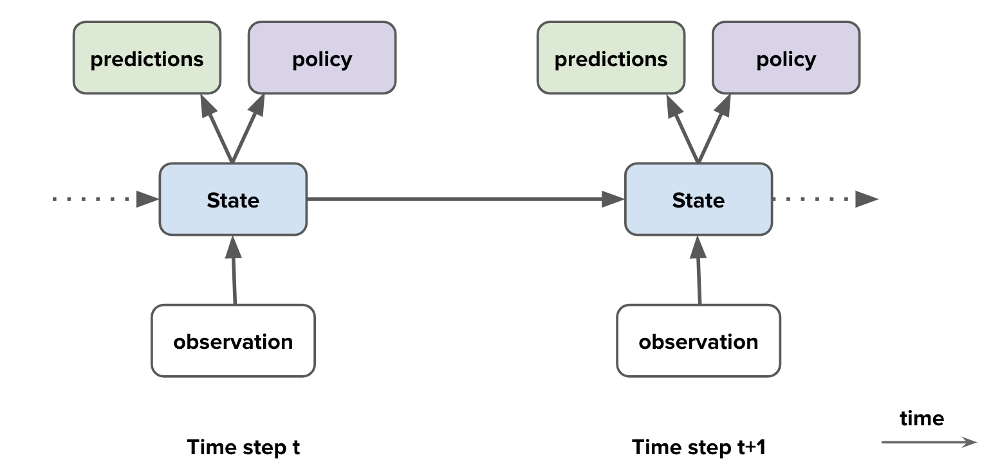 predictions
policy
predictions
policy
State
State
observation
observation
time
Time step t
Time step t+1